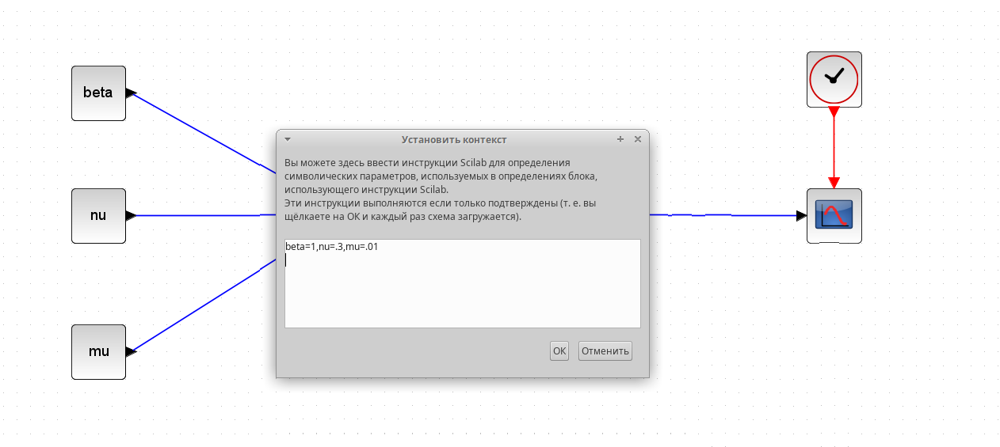 beta
nu
mu
Установить контекст
Вы можете здесь ввести инструкции Scilab для определения
символических параметров, используемых в определениях блока,
использующего инструкции Scilab.
Эти инструкции выполняются если только подтверждены (т. е. вы
щёлкаете на ОК и каждый раз схема загружается).
beta=1,nu=.3,mu=.01
ОК
Отменить